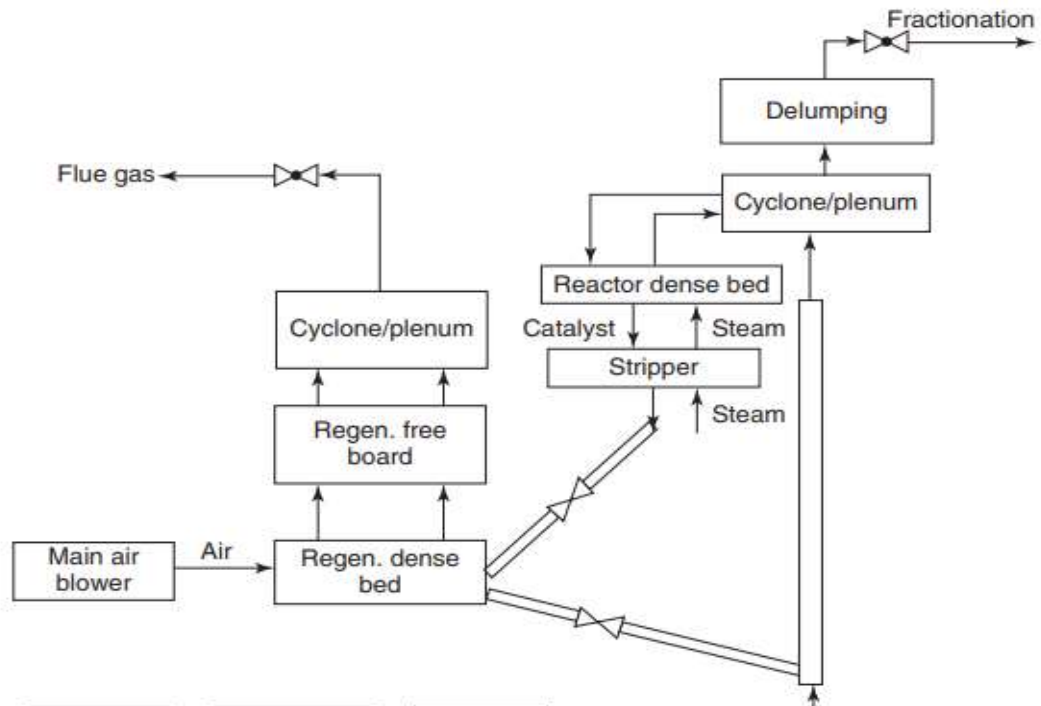 Fractionation
Delumping
Flue gas
Cyclone/plenum
Reactor dense bed
Cyclone/plenum
Catalyst
Steam
Stripper
Steam
Regen. free
board
Main air
blower
Air
Regen. dense
bed